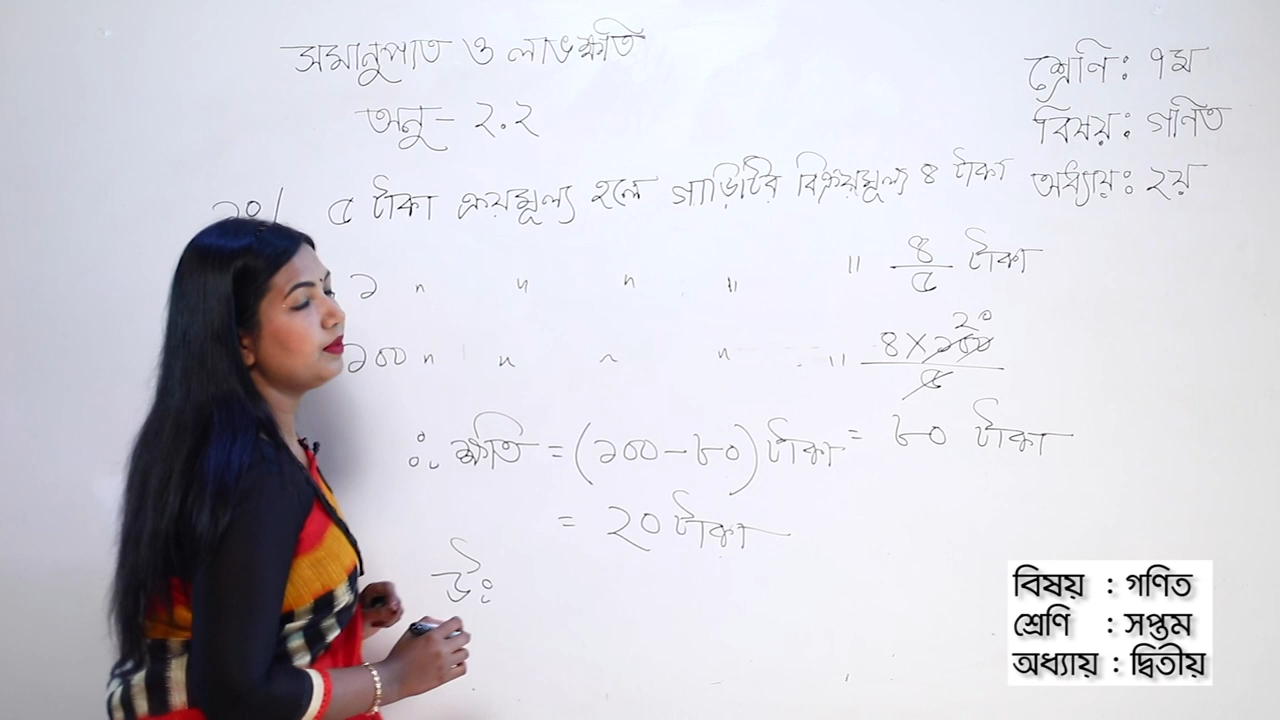 সমানুপাত ও লাভক্ষতি
অনু- ২.২
শ্রেণি: ৭ম
বিষয়: গণিত
অধ্যায়: ২য়
১০/ ৫ টাকা ক্রয়মূল্য হলে গাড়িটির বিক্রয়মূল্য ৪ টাকা
১ " " " " " ৪/৫ টাকা
১০০ " " " " " ৪×১০০/৫
২০
= ৮০ টাকা
∴ ক্ষতি = (১০০-৮০) টাকা
= ২০ টাকা
উঃ
বিষয় : গণিত
শ্রেণি : সপ্তম
অধ্যায় : দ্বিতীয়